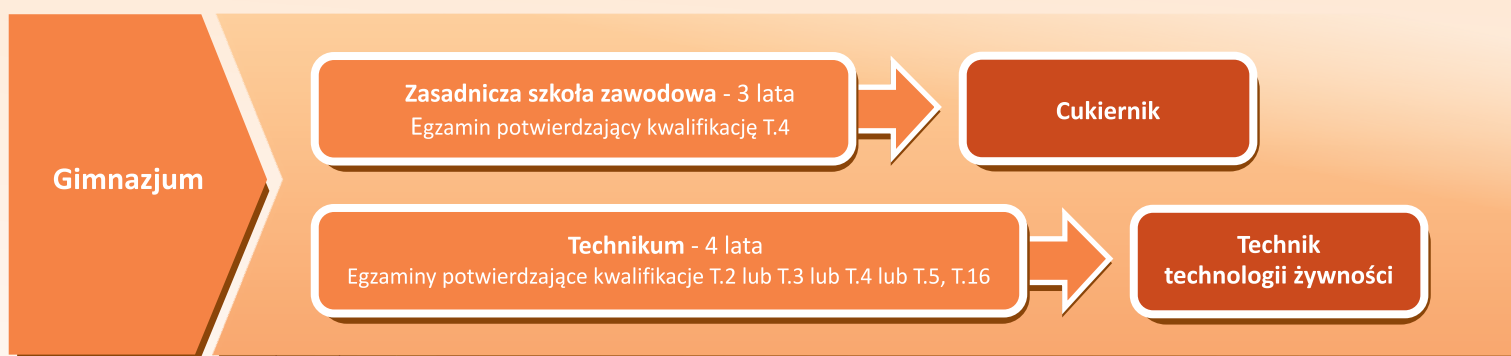 Gimnazjum
Zasadnicza szkoła zawodowa - 3 lata
Egzamin potwierdzający kwalifikację T.4
Cukiernik
Technikum - 4 lata
Egzaminy potwierdzające kwalifikacje T.2 lub T.3 lub T.4 lub T.5, T.16
Technik
technologii żywności